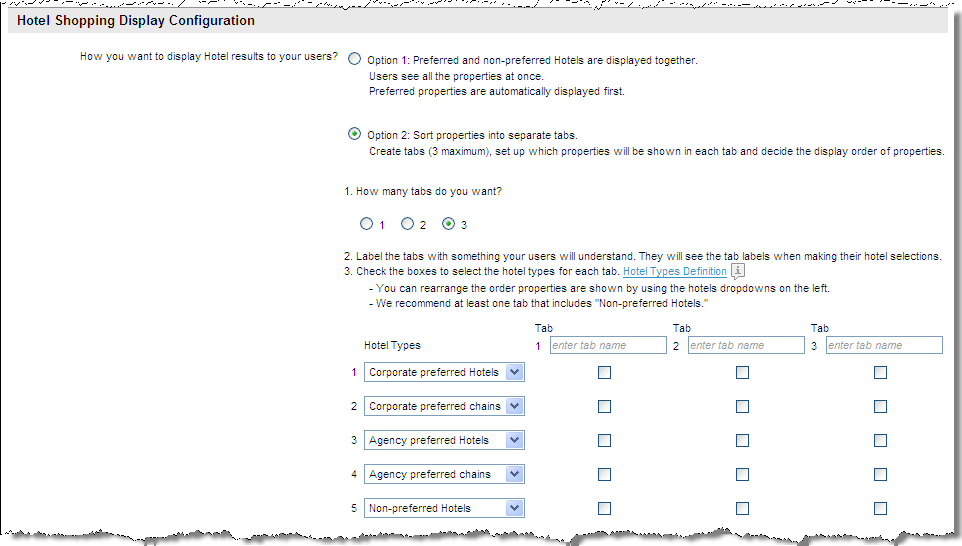 Hotel Shopping Display Configuration
How you want to display Hotel results to your users?
Option 1: Preferred and non-preferred Hotels are displayed together.
Users see all the properties at once.
Preferred properties are automatically displayed first.
Option 2: Sort properties into separate tabs.
Create tabs (3 maximum), set up which properties will be shown in each tab and decide the display order of properties.
1. How many tabs do you want?
1 2 3
2. Label the tabs with something your users will understand. They will see the tab labels when making their hotel selections.
3. Check the boxes to select the hotel types for each tab. Hotel Types Definition i
- You can rearrange the order properties are shown by using the hotels dropdowns on the left.
- We recommend at least one tab that includes "Non-preferred Hotels."
Tab Tab Tab
Hotel Types 1 enter tab name 2 enter tab name 3 enter tab name
1 Corporate preferred Hotels
2 Corporate preferred chains
3 Agency preferred Hotels
4 Agency preferred chains
5 Non-preferred Hotels